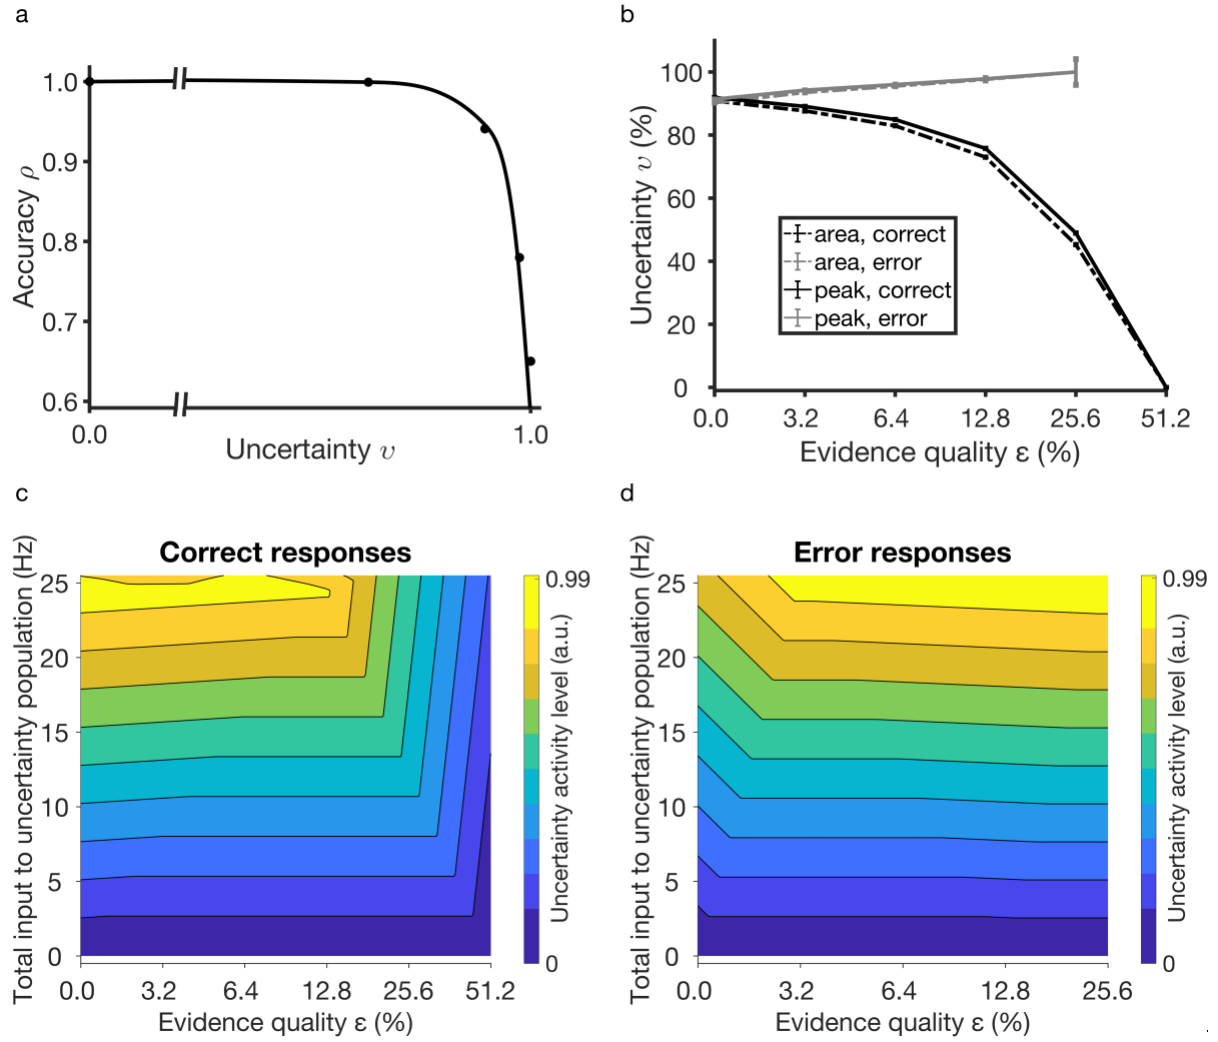 a
Accuracy ρ
1.0
0.9
0.8
0.7
0.6
0.0
1.0
Uncertainty υ
b
Uncertainty υ (%)
100
80
60
40
20
0
area, correct
area, error
peak, correct
peak, error
0.0 3.2 6.4 12.8 25.6 51.2
Evidence quality ε (%)
c
Correct responses
Total input to uncertainty population (Hz)
25
20
15
10
5
0
0.0 3.2 6.4 12.8 25.6 51.2
Evidence quality ε (%)
0.99
0
Uncertainty activity level (a.u.)
d
Error responses
Total input to uncertainty population (Hz)
25
20
15
10
5
0
0.0 3.2 6.4 12.8 25.6
Evidence quality ε (%)
0.99
0
Uncertainty activity level (a.u.)